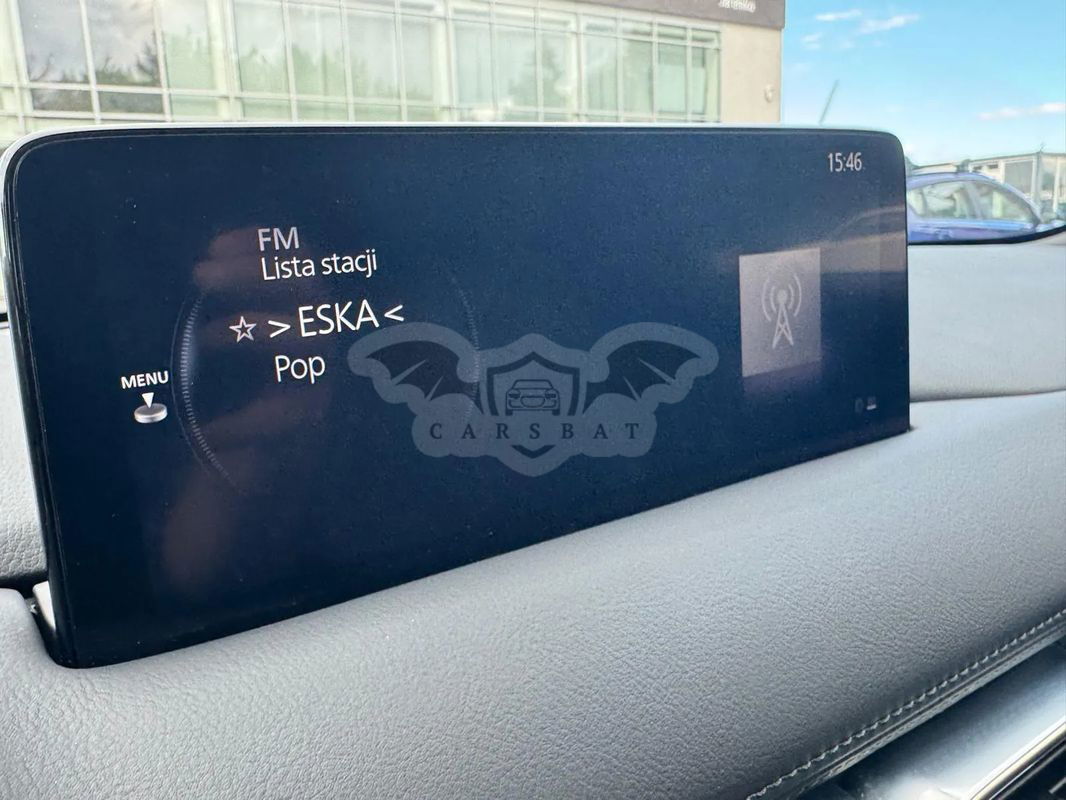 15:46
FM
Lista stacji
☆ > ESKA <
Pop
MENU
CARSBAT